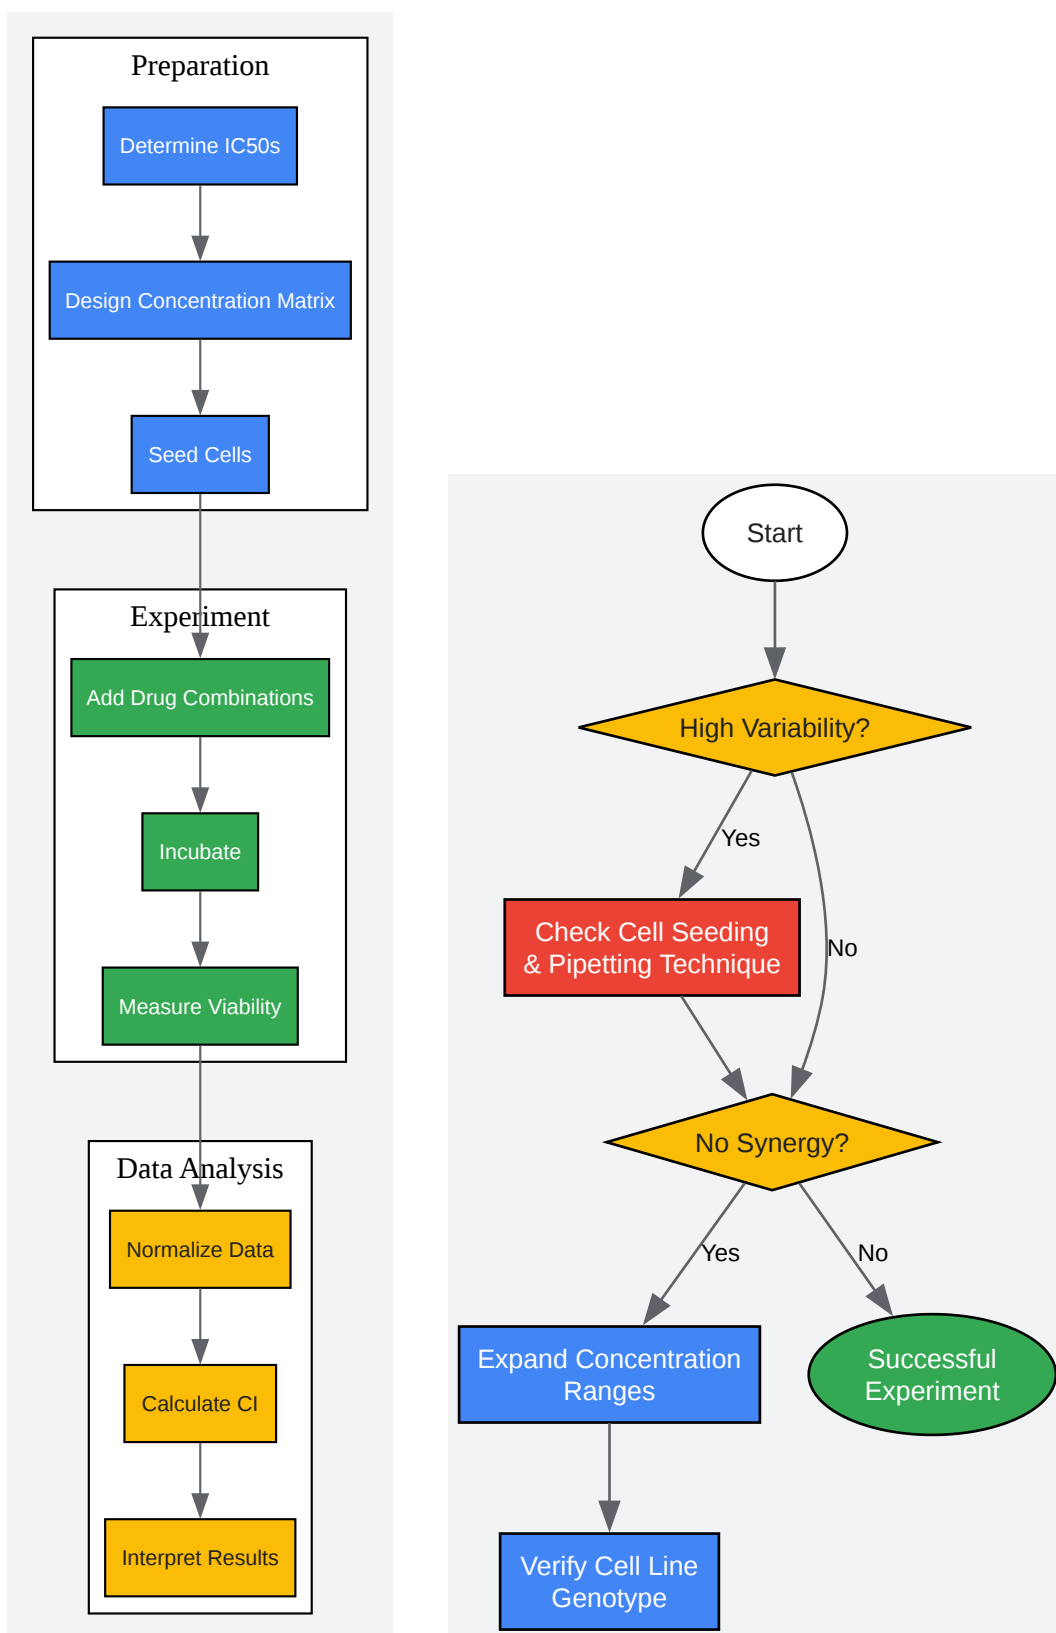 Preparation
Determine IC50s
Design Concentration Matrix
Seed Cells
Experiment
Add Drug Combinations
Incubate
Measure Viability
Data Analysis
Normalize Data
Calculate CI
Interpret Results
Start
High Variability?
Yes
Check Cell Seeding
& Pipetting Technique
No
No Synergy?
Yes
No
Expand Concentration
Ranges
Successful
Experiment
Verify Cell Line
Genotype